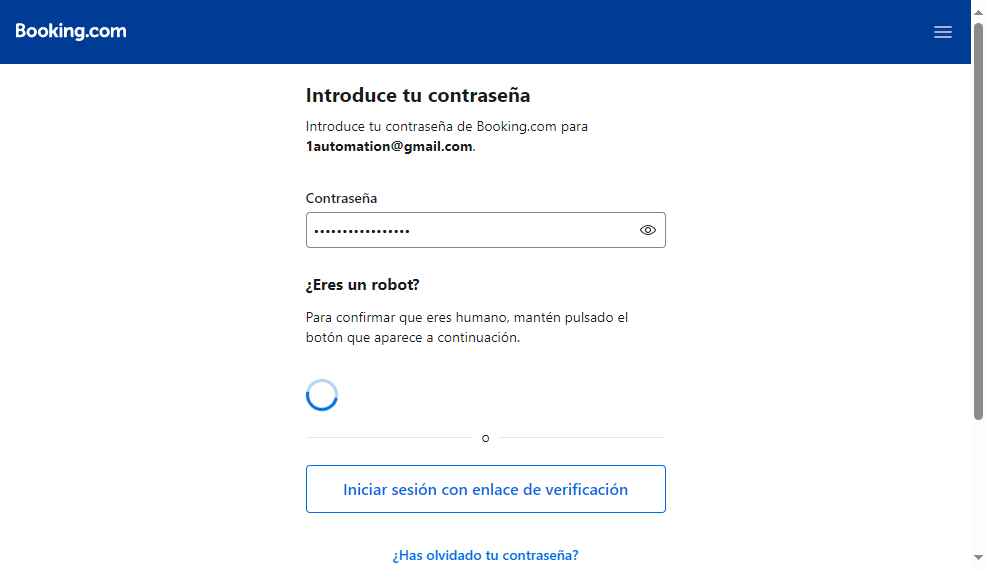 Booking.com
Introduce tu contraseña
Introduce tu contraseña de Booking.com para
1automation@gmail.com.
Contraseña
•••••••••••••••••
¿Eres un robot?
Para confirmar que eres humano, mantén pulsado el
botón que aparece a continuación.
o
Iniciar sesión con enlace de verificación
¿Has olvidado tu contraseña?